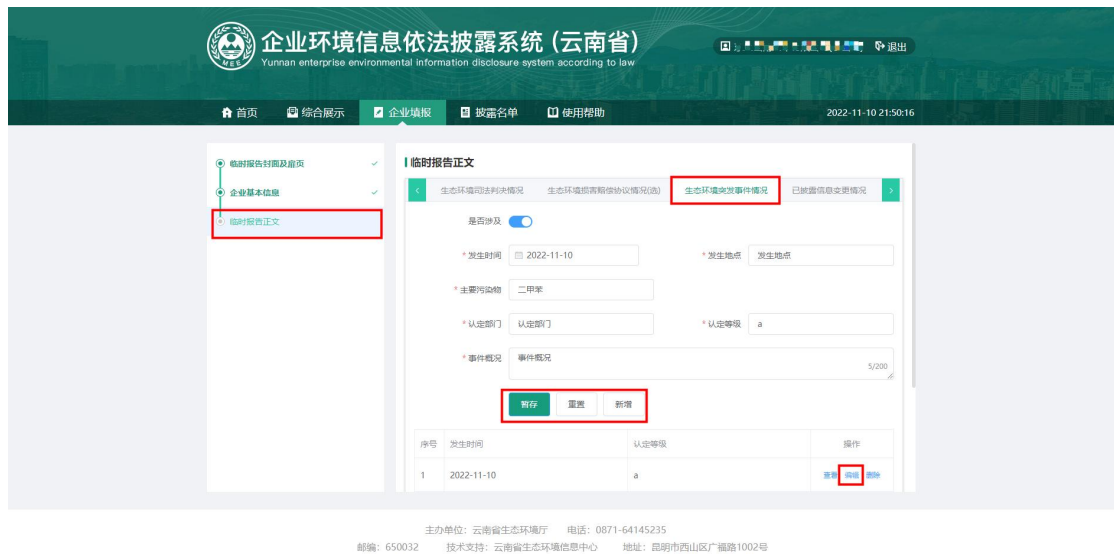 企业环境信息依法披露系统 (云南省)
Yunnan enterprise environmental information disclosure system according to law
MEE
退出
首页 综合展示 企业填报 披露名单 使用帮助 2022-11-10 21:50:16
临时报告封面及扉页
企业基本信息
临时报告正文
临时报告正文
生态环境司法判决情况 生态环境损害赔偿协议情况(选) 生态环境突发事件情况 已披露信息变更情况
是否涉及
* 发生时间 2022-11-10 * 发生地点 发生地点
* 主要污染物 二甲苯
* 认定部门 认定部门 * 认定等级 a
* 事件概况 事件概况
5/200
暂存 重置 新增
序号 发生时间 认定等级 操作
1 2022-11-10 a 查看 编辑 删除
主办单位：云南省生态环境厅 电话：0871-64145235
邮编：650032 技术支持：云南省生态环境信息中心 地址：昆明市西山区广福路1002号